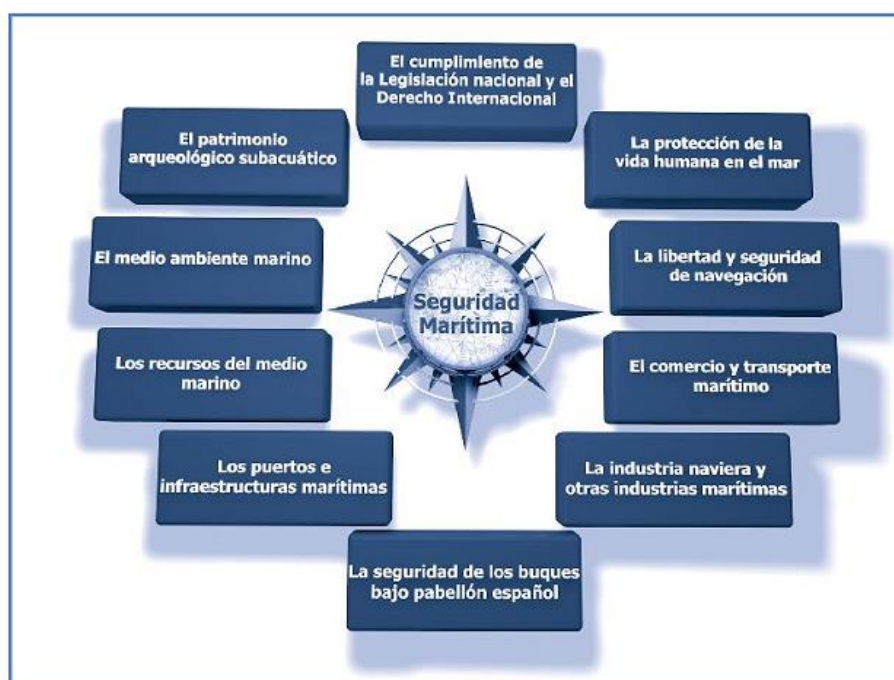 El cumplimiento de
la Legislación nacional y el
Derecho Internacional
El patrimonio
arqueológico subacuático
La protección de la
vida humana en el mar
El medio ambiente marino
La libertad y seguridad
de navegación
Seguridad
Marítima
Los recursos del medio
marino
El comercio y transporte
marítimo
Los puertos e
infraestructuras marítimas
La industria naviera y
otras industrias marítimas
La seguridad de los buques
bajo pabellón español